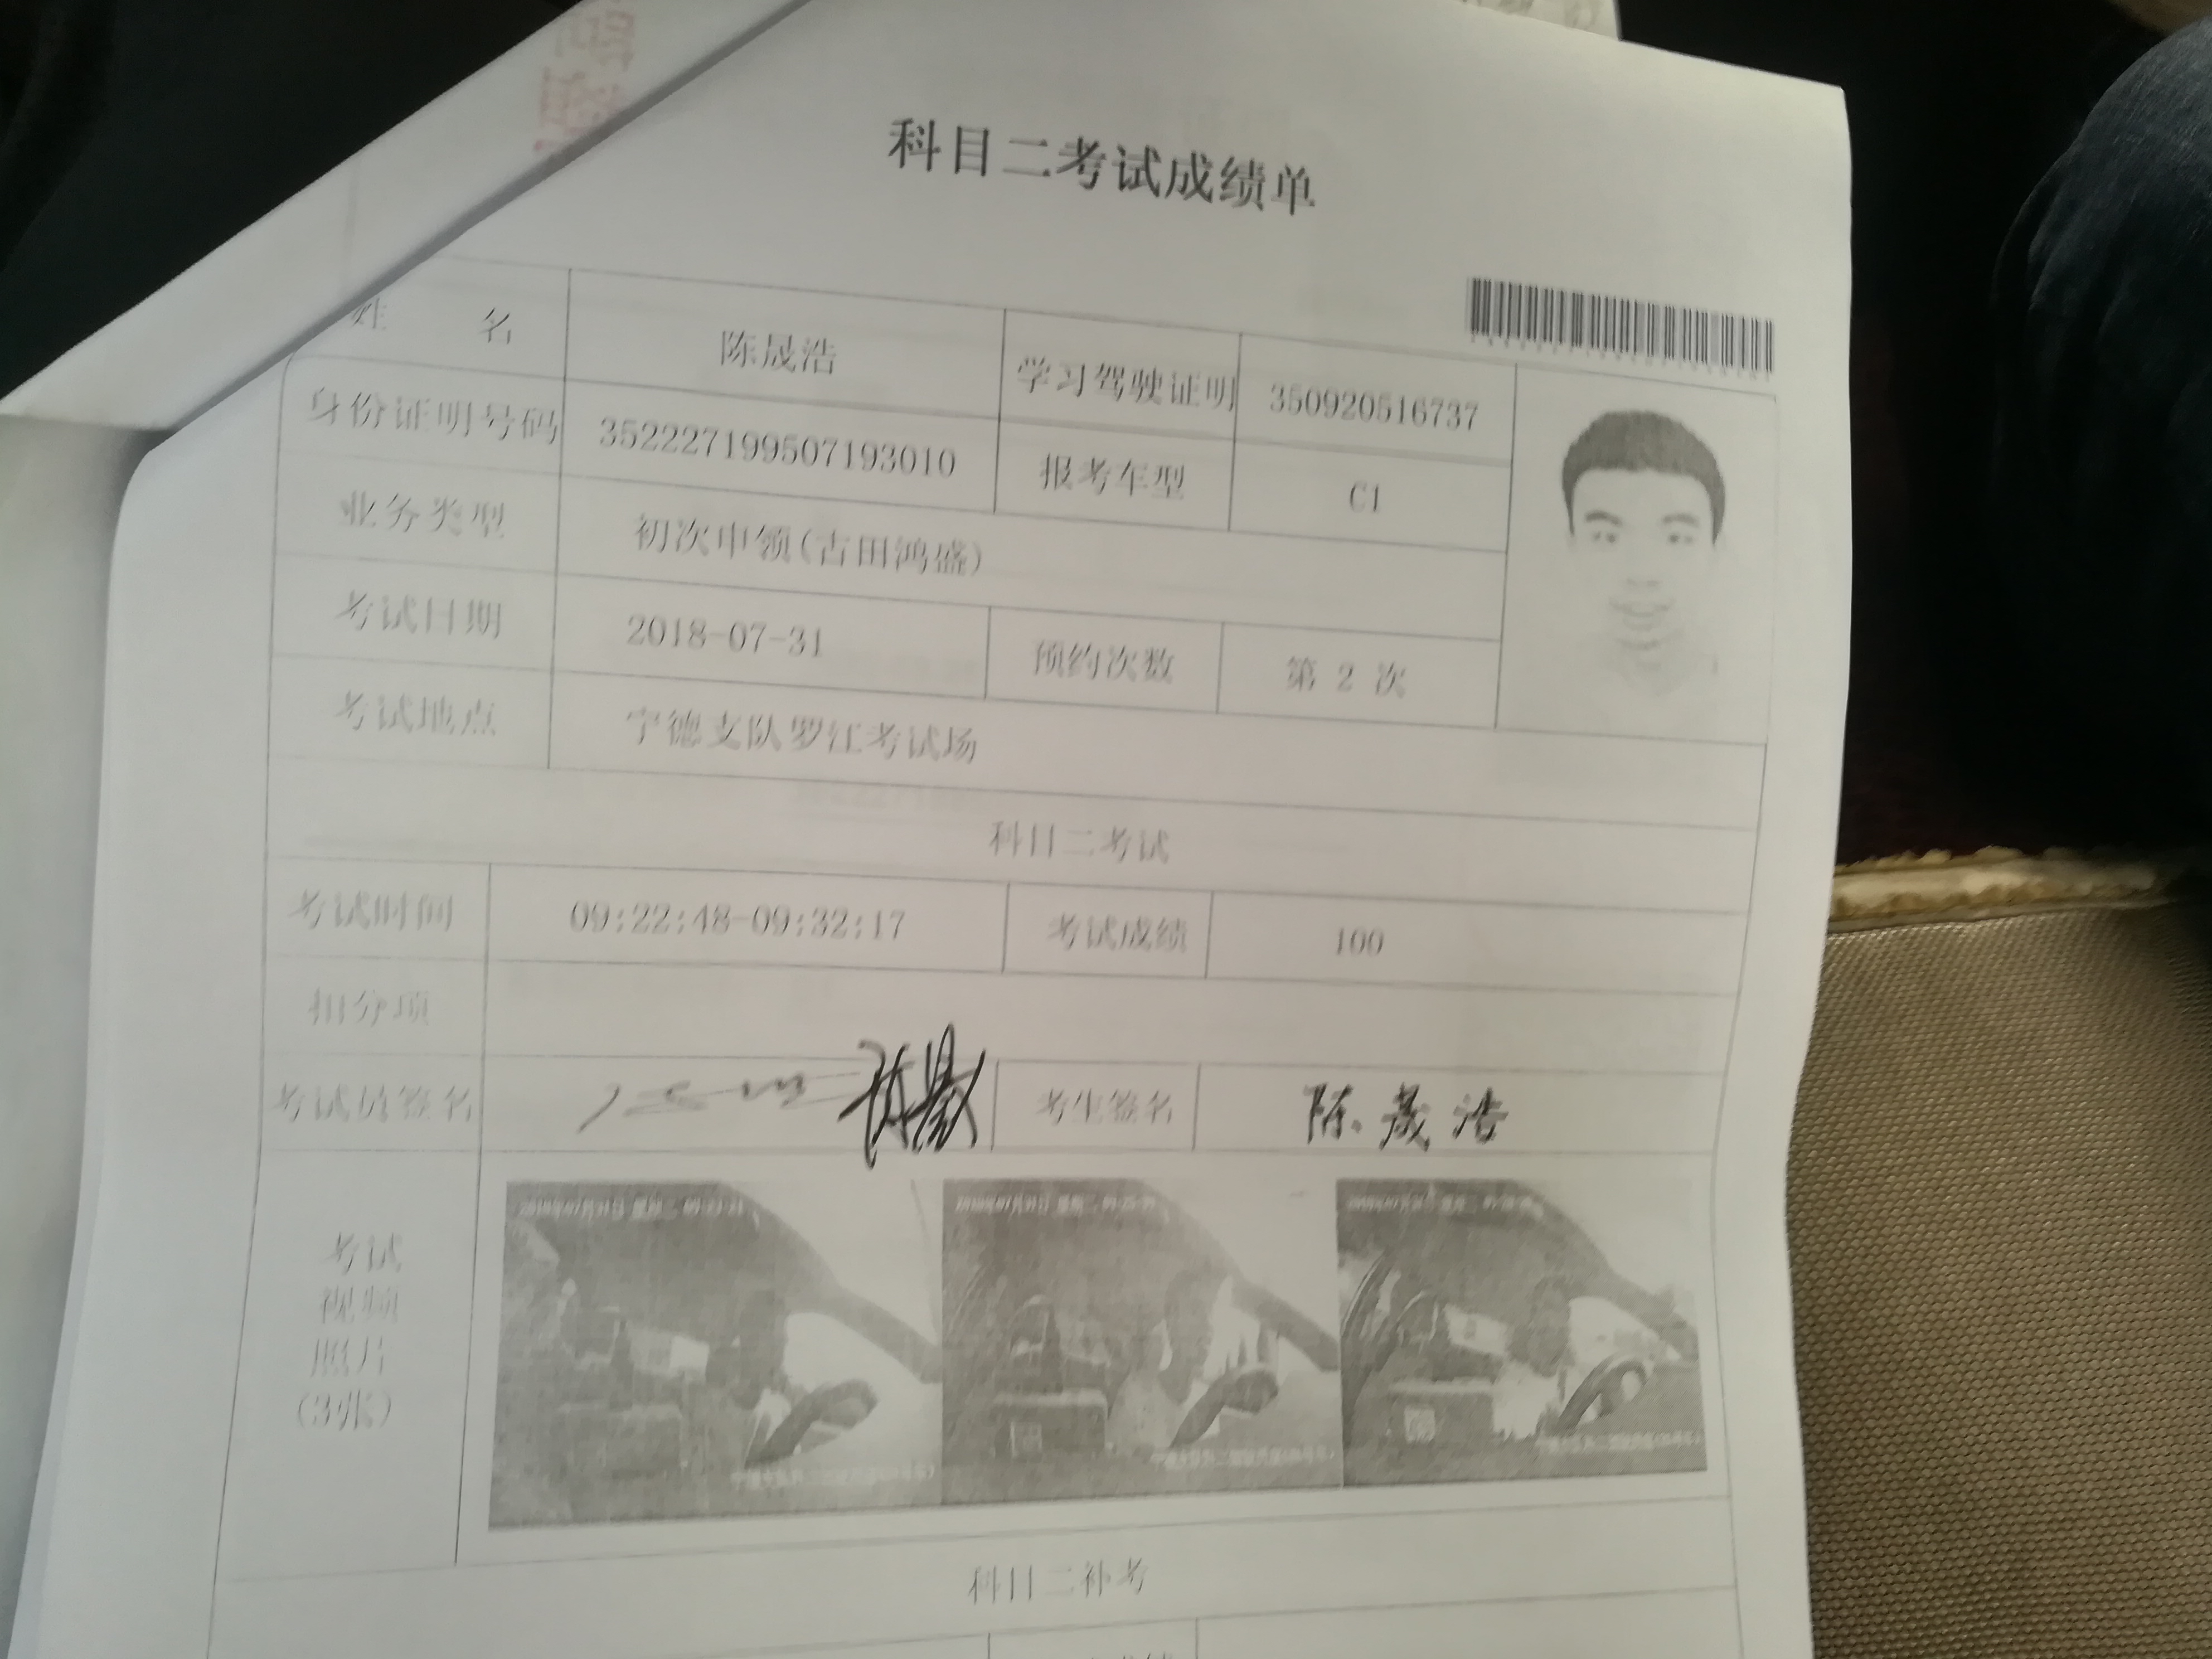 科目二考试成绩单
姓 名 陈晟浩 学习驾驶证明 350920516737
身份证明号码 352227199507193010 报考车型 C1
业务类型 初次申领(古田鸿盛)
考试日期 2018-07-31 预约次数 第 2 次
考试地点 宁德支队罗江考试场
科目二考试
考试时间 09:22:48-09:32:17 考试成绩 100
扣分项
考试员签名 考生签名 陈晟浩
考试
视频
照片
(3张)
科目二补考